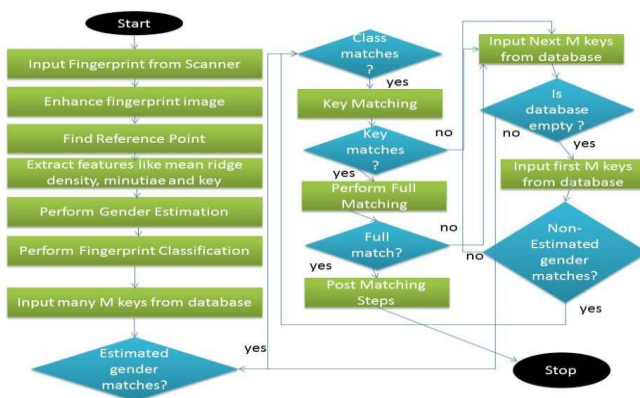 Start
Input Fingerprint from Scanner
Enhance fingerprint image
Find Reference Point
Extract features like mean ridge
density, minutiae and key
Perform Gender Estimation
Perform Fingerprint Classification
Input many M keys from database
Estimated
gender
matches?
yes
Class
matches
?
yes
Key Matching
Key
matches
?
no
yes
Perform Full
Matching
Full
match?
no
yes
Post Matching
Steps
Input Next M keys
from database
Is
database
empty ?
no
yes
Input first M keys
from database
Non-
Estimated
gender
matches?
no
yes
Stop